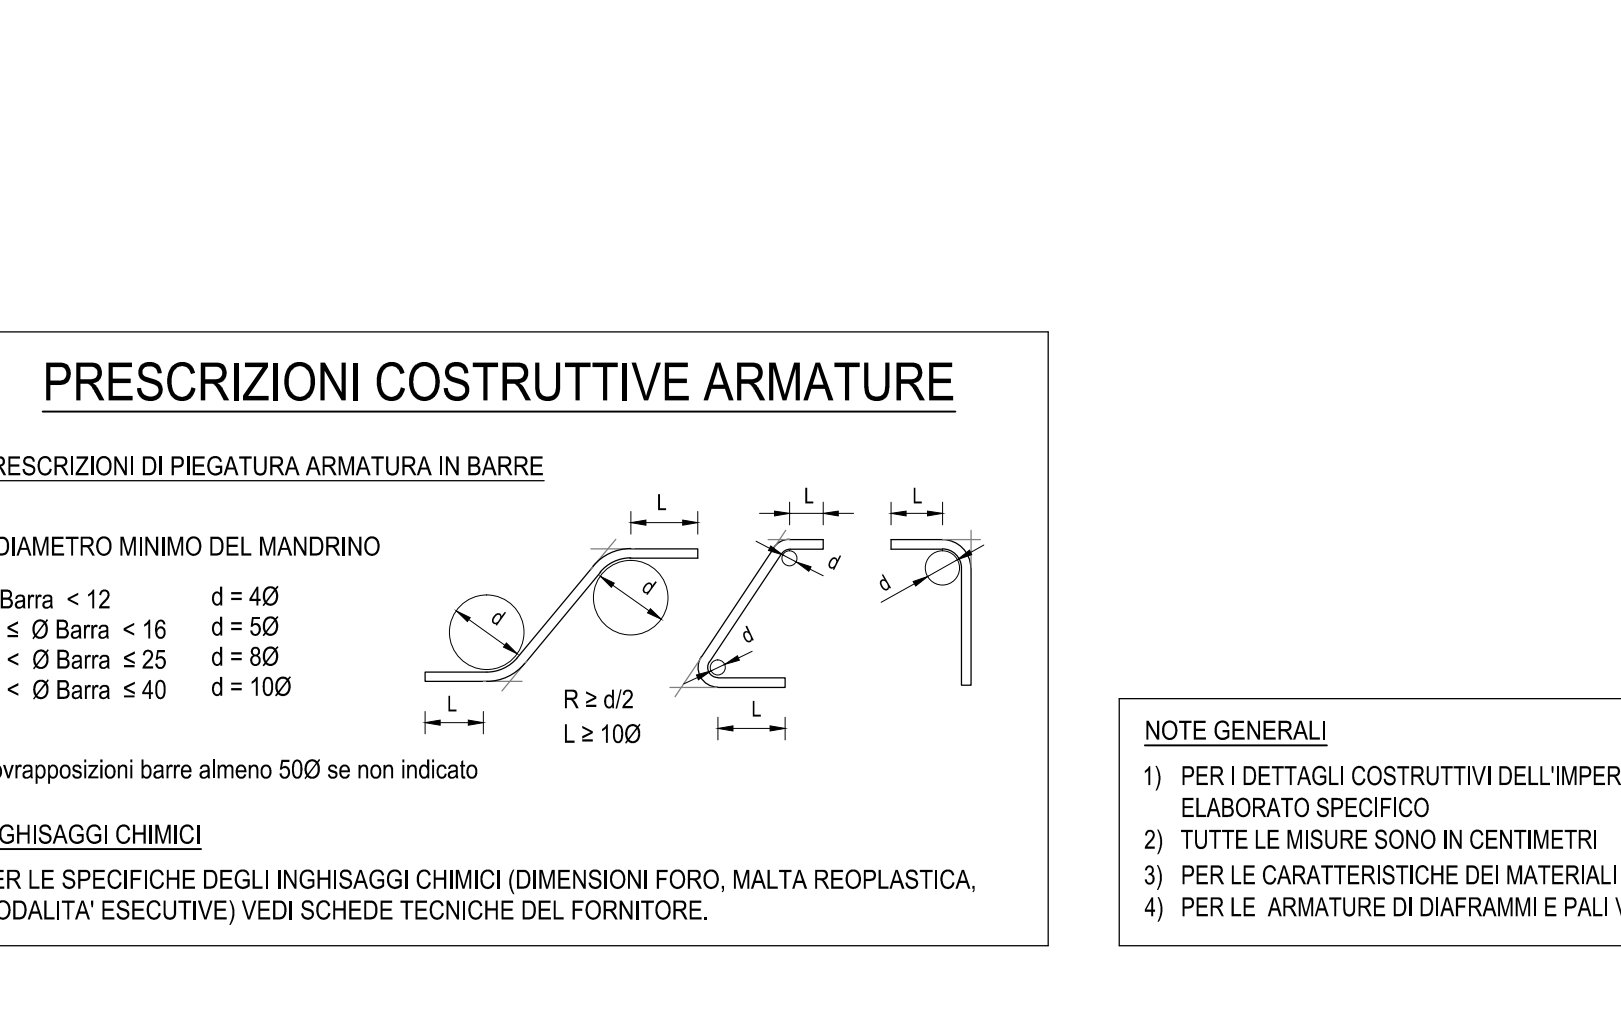 PRESCRIZIONI COSTRUTTIVE ARMATURE
RESCRIZIONI DI PIEGATURA ARMATURA IN BARRE
DIAMETRO MINIMO DEL MANDRINO
Barra < 12 d = 4Ø
≤ Ø Barra < 16 d = 5Ø
< Ø Barra ≤ 25 d = 8Ø
< Ø Barra ≤ 40 d = 10Ø
L
d
d
L
R ≥ d/2
L ≥ 10Ø
L
d
d
L
L
d
ovrapposizioni barre almeno 50Ø se non indicato
GHISAGGI CHIMICI
ER LE SPECIFICHE DEGLI INGHISAGGI CHIMICI (DIMENSIONI FORO, MALTA REOPLASTICA,
ODALITA' ESECUTIVE) VEDI SCHEDE TECNICHE DEL FORNITORE.
NOTE GENERALI
1) PER I DETTAGLI COSTRUTTIVI DELL'IMPER
ELABORATO SPECIFICO
2) TUTTE LE MISURE SONO IN CENTIMETRI
3) PER LE CARATTERISTICHE DEI MATERIALI
4) PER LE ARMATURE DI DIAFRAMMI E PALI V